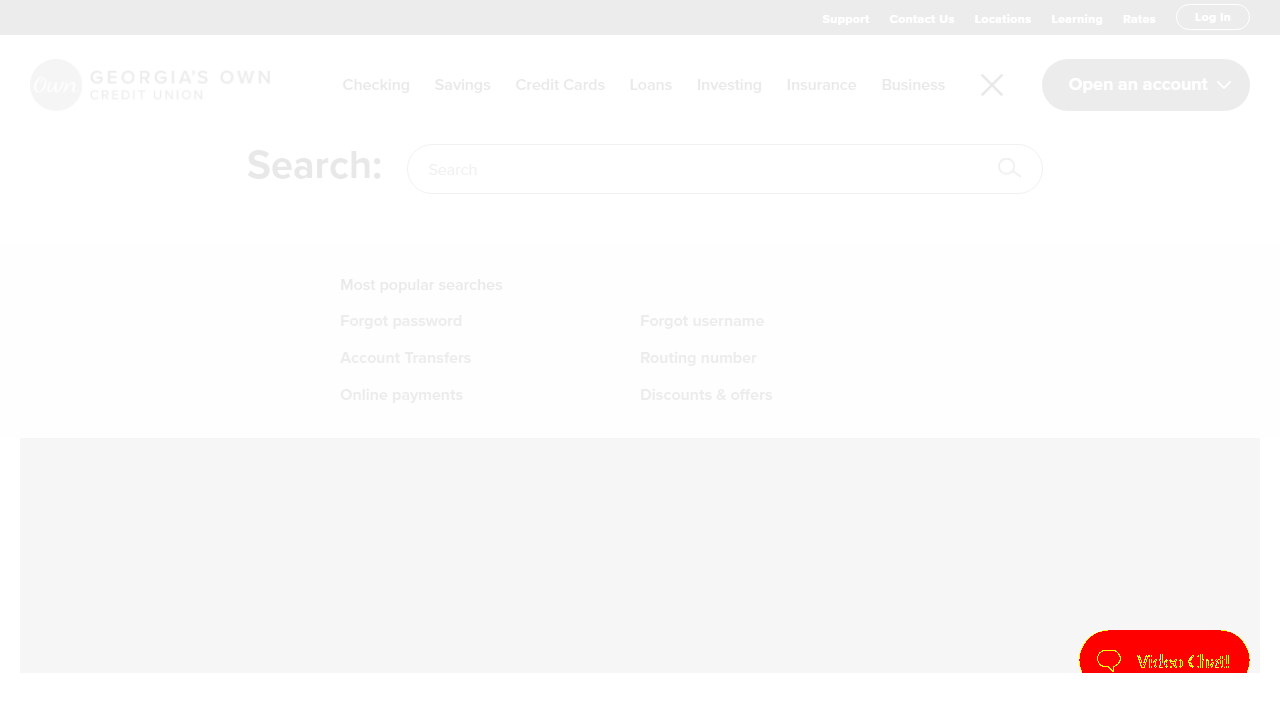 Support Contact Us Locations Learning Rates Log In
Own GEORGIA'S OWN
CREDIT UNION
Checking Savings Credit Cards Loans Investing Insurance Business Open an account
Search: Search
Most popular searches
Forgot password Forgot username
Account Transfers Routing number
Online payments Discounts & offers
Video Chat!